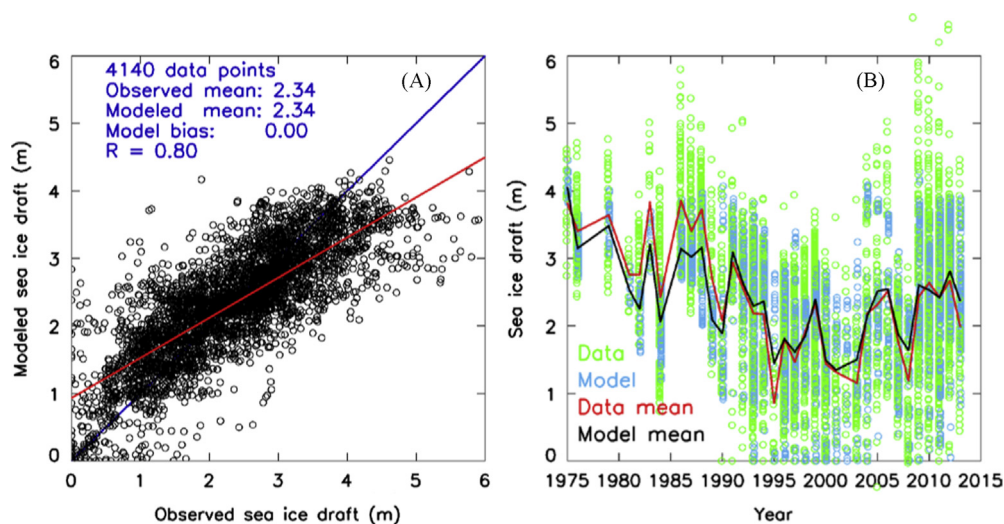 (A)
4140 data points
Observed mean: 2.34
Modeled mean: 2.34
Model bias: 0.00
R = 0.80
6
5
4
3
2
1
0
Modeled sea ice draft (m)
0 1 2 3 4 5 6
Observed sea ice draft (m)
(B)
6
5
4
3
2
1
0
Sea ice draft (m)
Data
Model
Data mean
Model mean
1975 1980 1985 1990 1995 2000 2005 2010 2015
Year